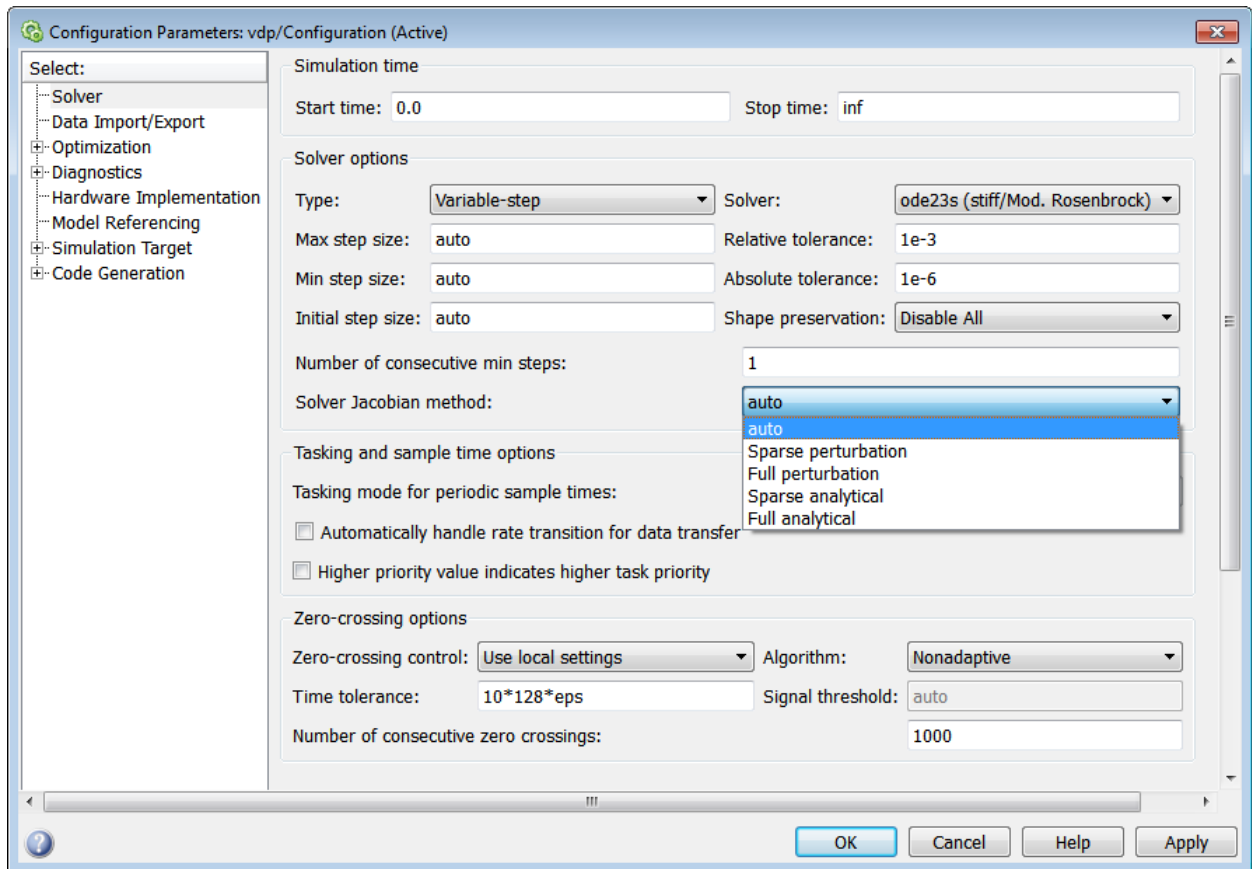 Configuration Parameters: vdp/Configuration (Active)
Select:
Solver
Data Import/Export
Optimization
Diagnostics
Hardware Implementation
Model Referencing
Simulation Target
Code Generation
Simulation time
Start time: 0.0 Stop time: inf
Solver options
Type: Variable-step Solver: ode23s (stiff/Mod. Rosenbrock)
Max step size: auto Relative tolerance: 1e-3
Min step size: auto Absolute tolerance: 1e-6
Initial step size: auto Shape preservation: Disable All
Number of consecutive min steps: 1
Solver Jacobian method: auto
auto
Sparse perturbation
Full perturbation
Sparse analytical
Full analytical
Tasking and sample time options
Tasking mode for periodic sample times:
Automatically handle rate transition for data transfer
Higher priority value indicates higher task priority
Zero-crossing options
Zero-crossing control: Use local settings Algorithm: Nonadaptive
Time tolerance: 10*128*eps Signal threshold: auto
Number of consecutive zero crossings: 1000
OK Cancel Help Apply